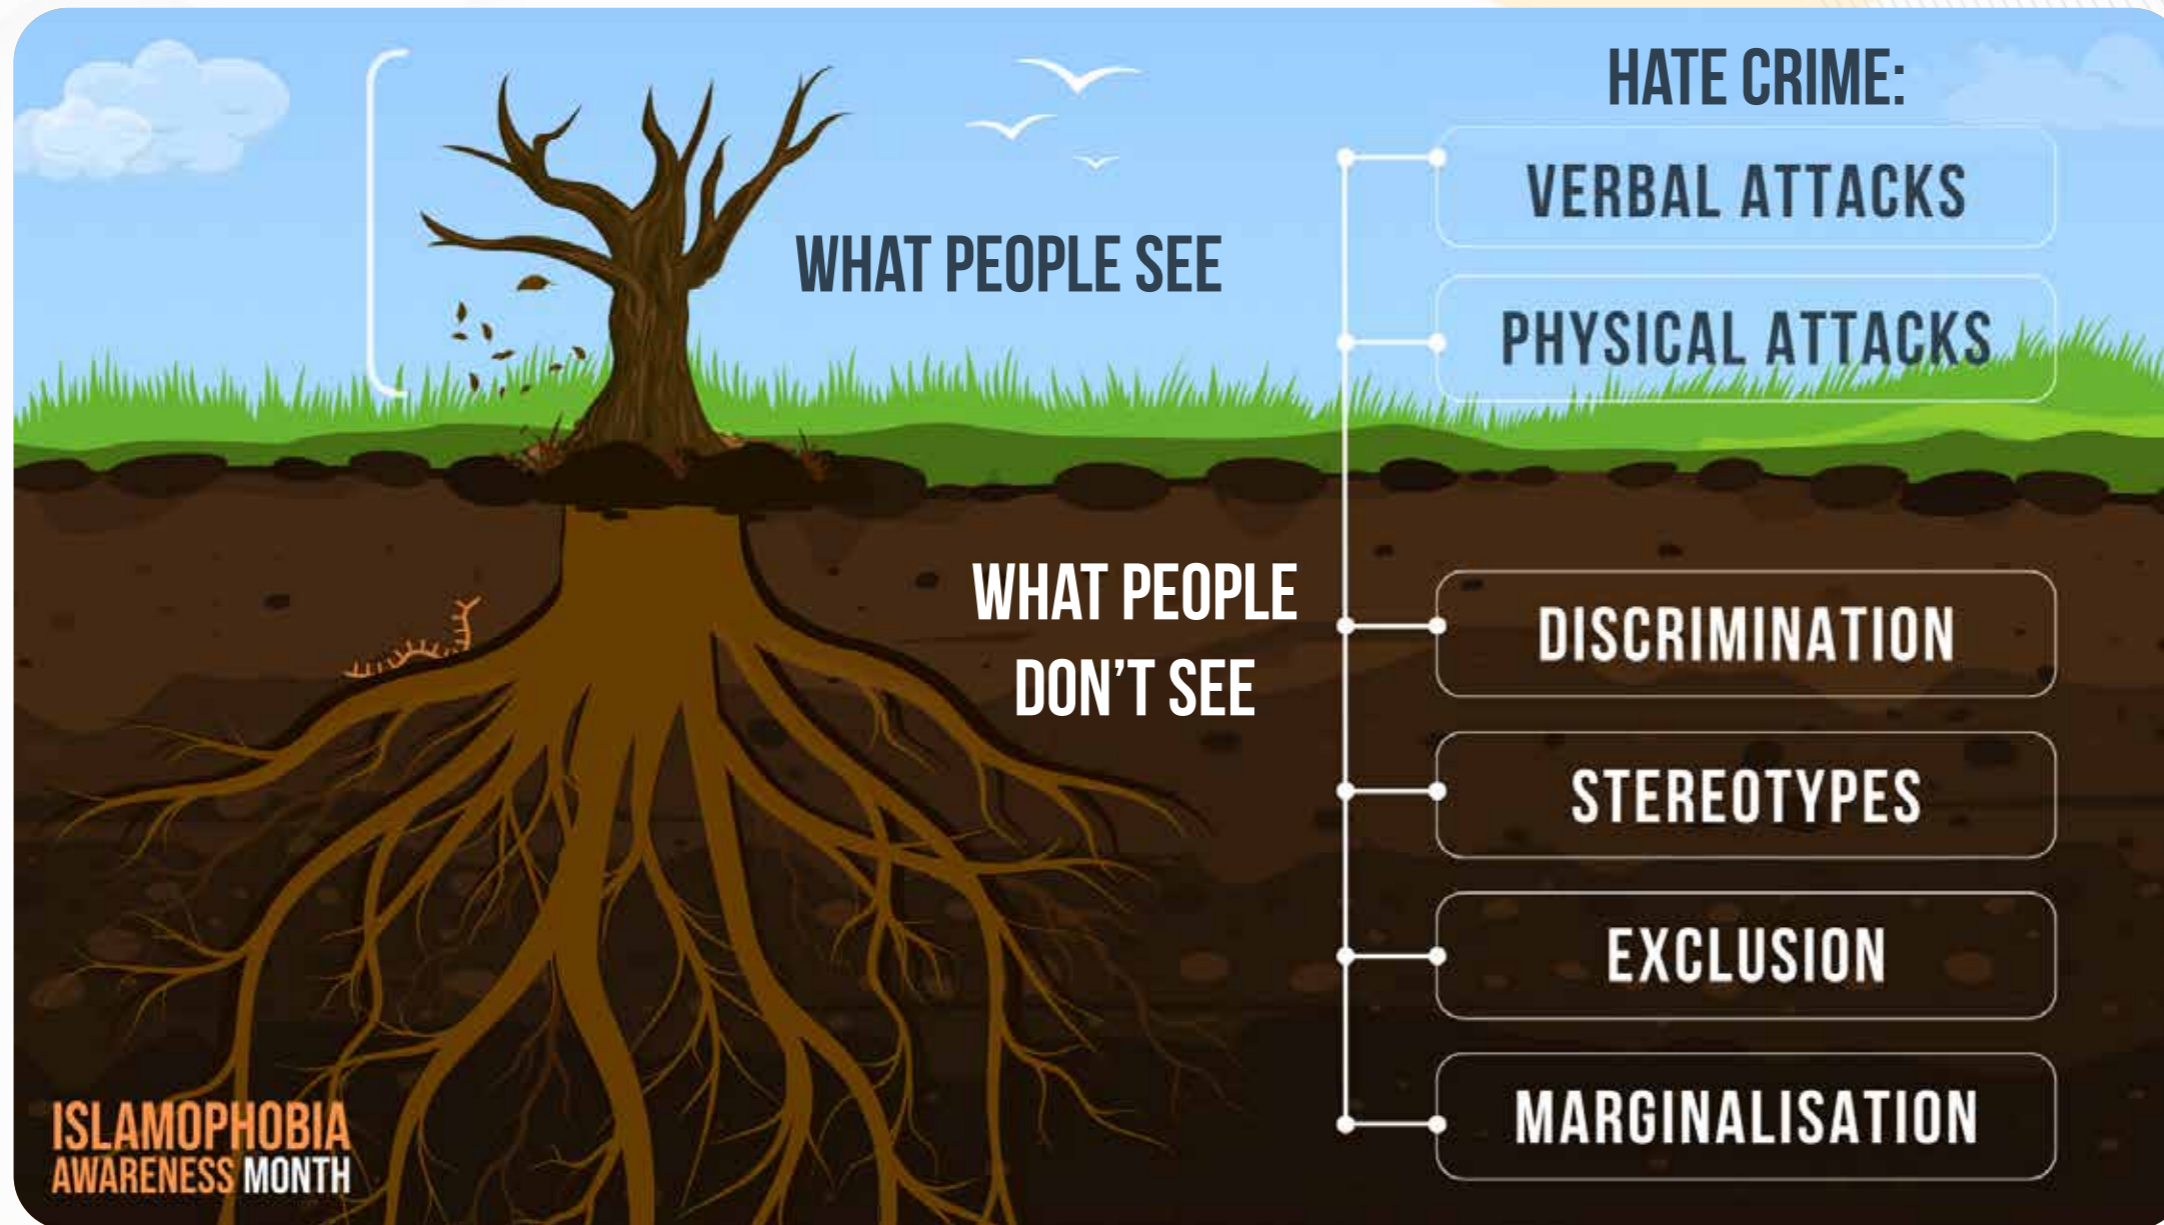 HATE CRIME:
VERBAL ATTACKS
WHAT PEOPLE SEE
PHYSICAL ATTACKS
WHAT PEOPLE
DON'T SEE
DISCRIMINATION
STEREOTYPES
EXCLUSION
MARGINALISATION
ISLAMOPHOBIA
AWARENESS MONTH